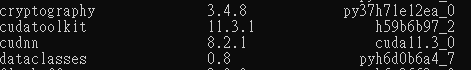 cryptography 3.4.8 py37h71e12ea_0
cudatoolkit 11.3.1 h59b6b97_2
cudnn 8.2.1 cuda11.3_0
dataclasses 0.8 pyh6d0b6a4_7